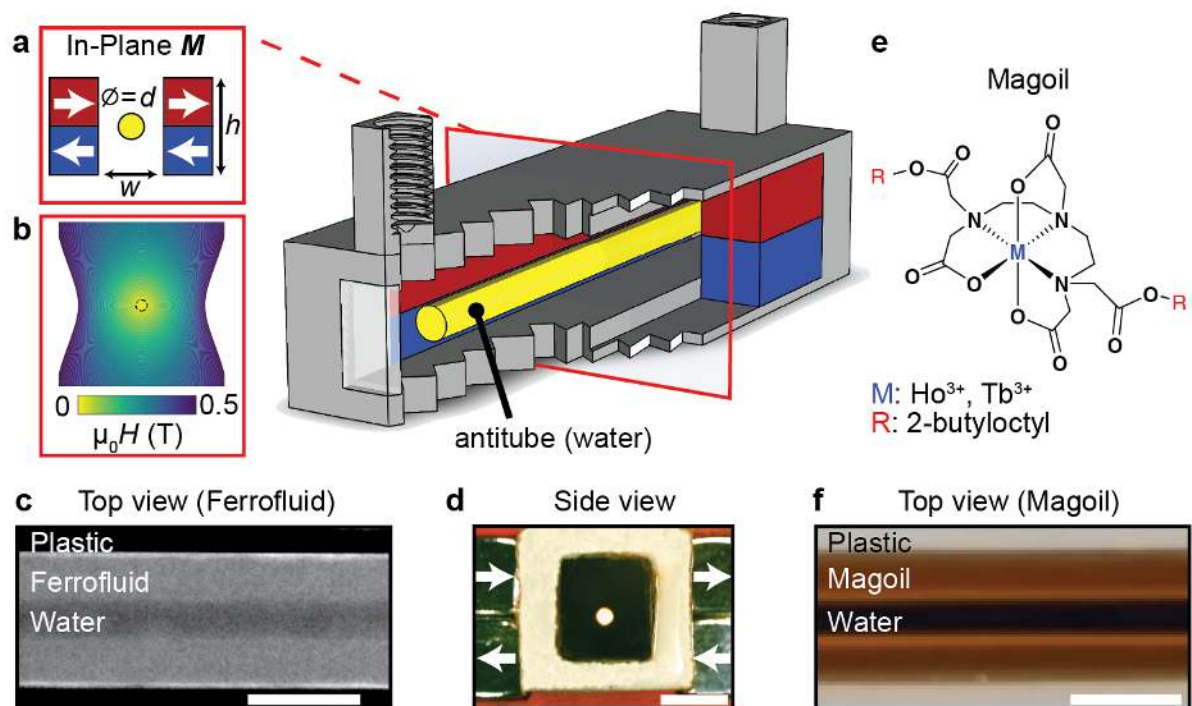 a
In-Plane M
Ø=d
h
w
b
0
0.5
μ₀H (T)
antitube (water)
e
Magoil
O
O
O
O
R
O
O
R
N
N
N
M
O
O
O
O
M: Ho³⁺, Tb³⁺
R: 2-butyloctyl
c Top view (Ferrofluid)
Plastic
Ferrofluid
Water
d Side view
f Top view (Magoil)
Plastic
Magoil
Water